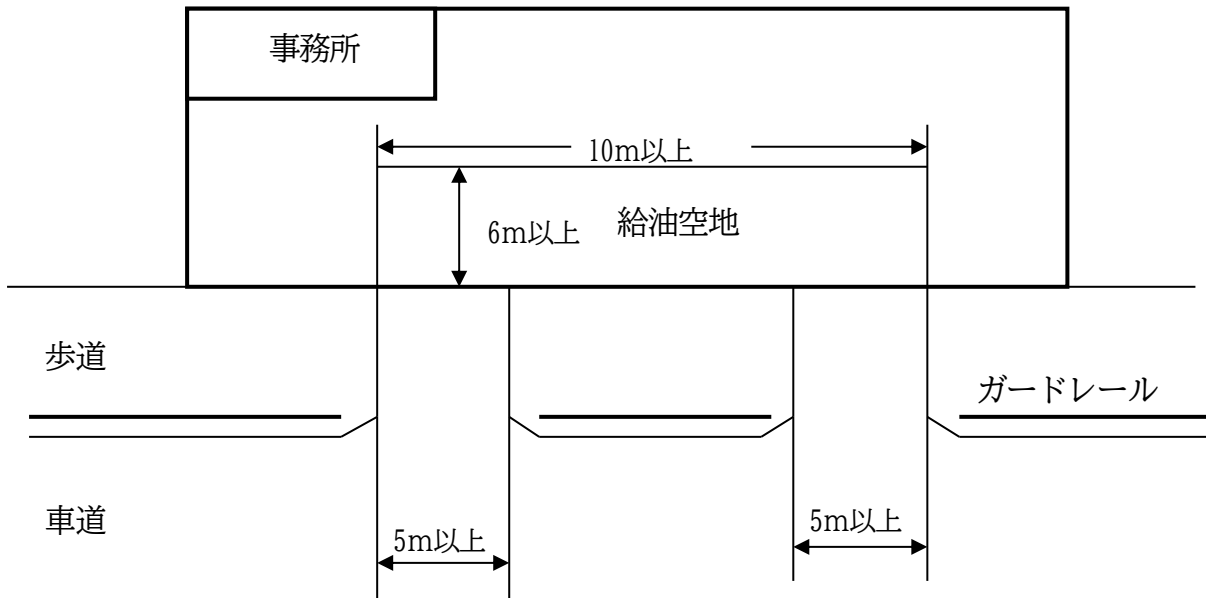 事務所
10m以上
6m以上
給油空地
歩道
ガードレール
車道
5m以上
5m以上